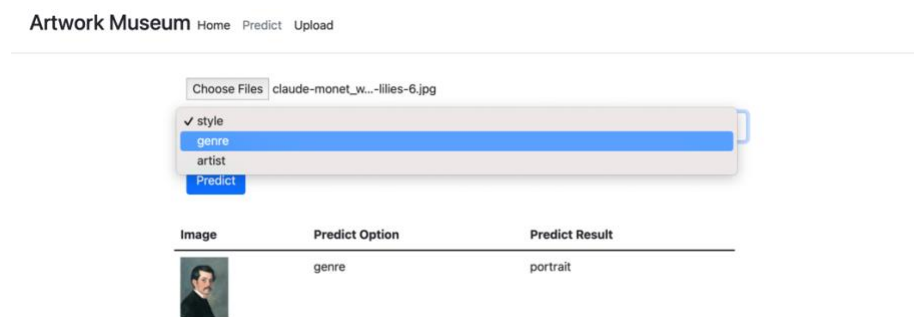 Artwork Museum Home Predict Upload
Choose Files claude-monet_w...-lilies-6.jpg
✓ style
genre
artist
Predict
Image Predict Option Predict Result
genre portrait